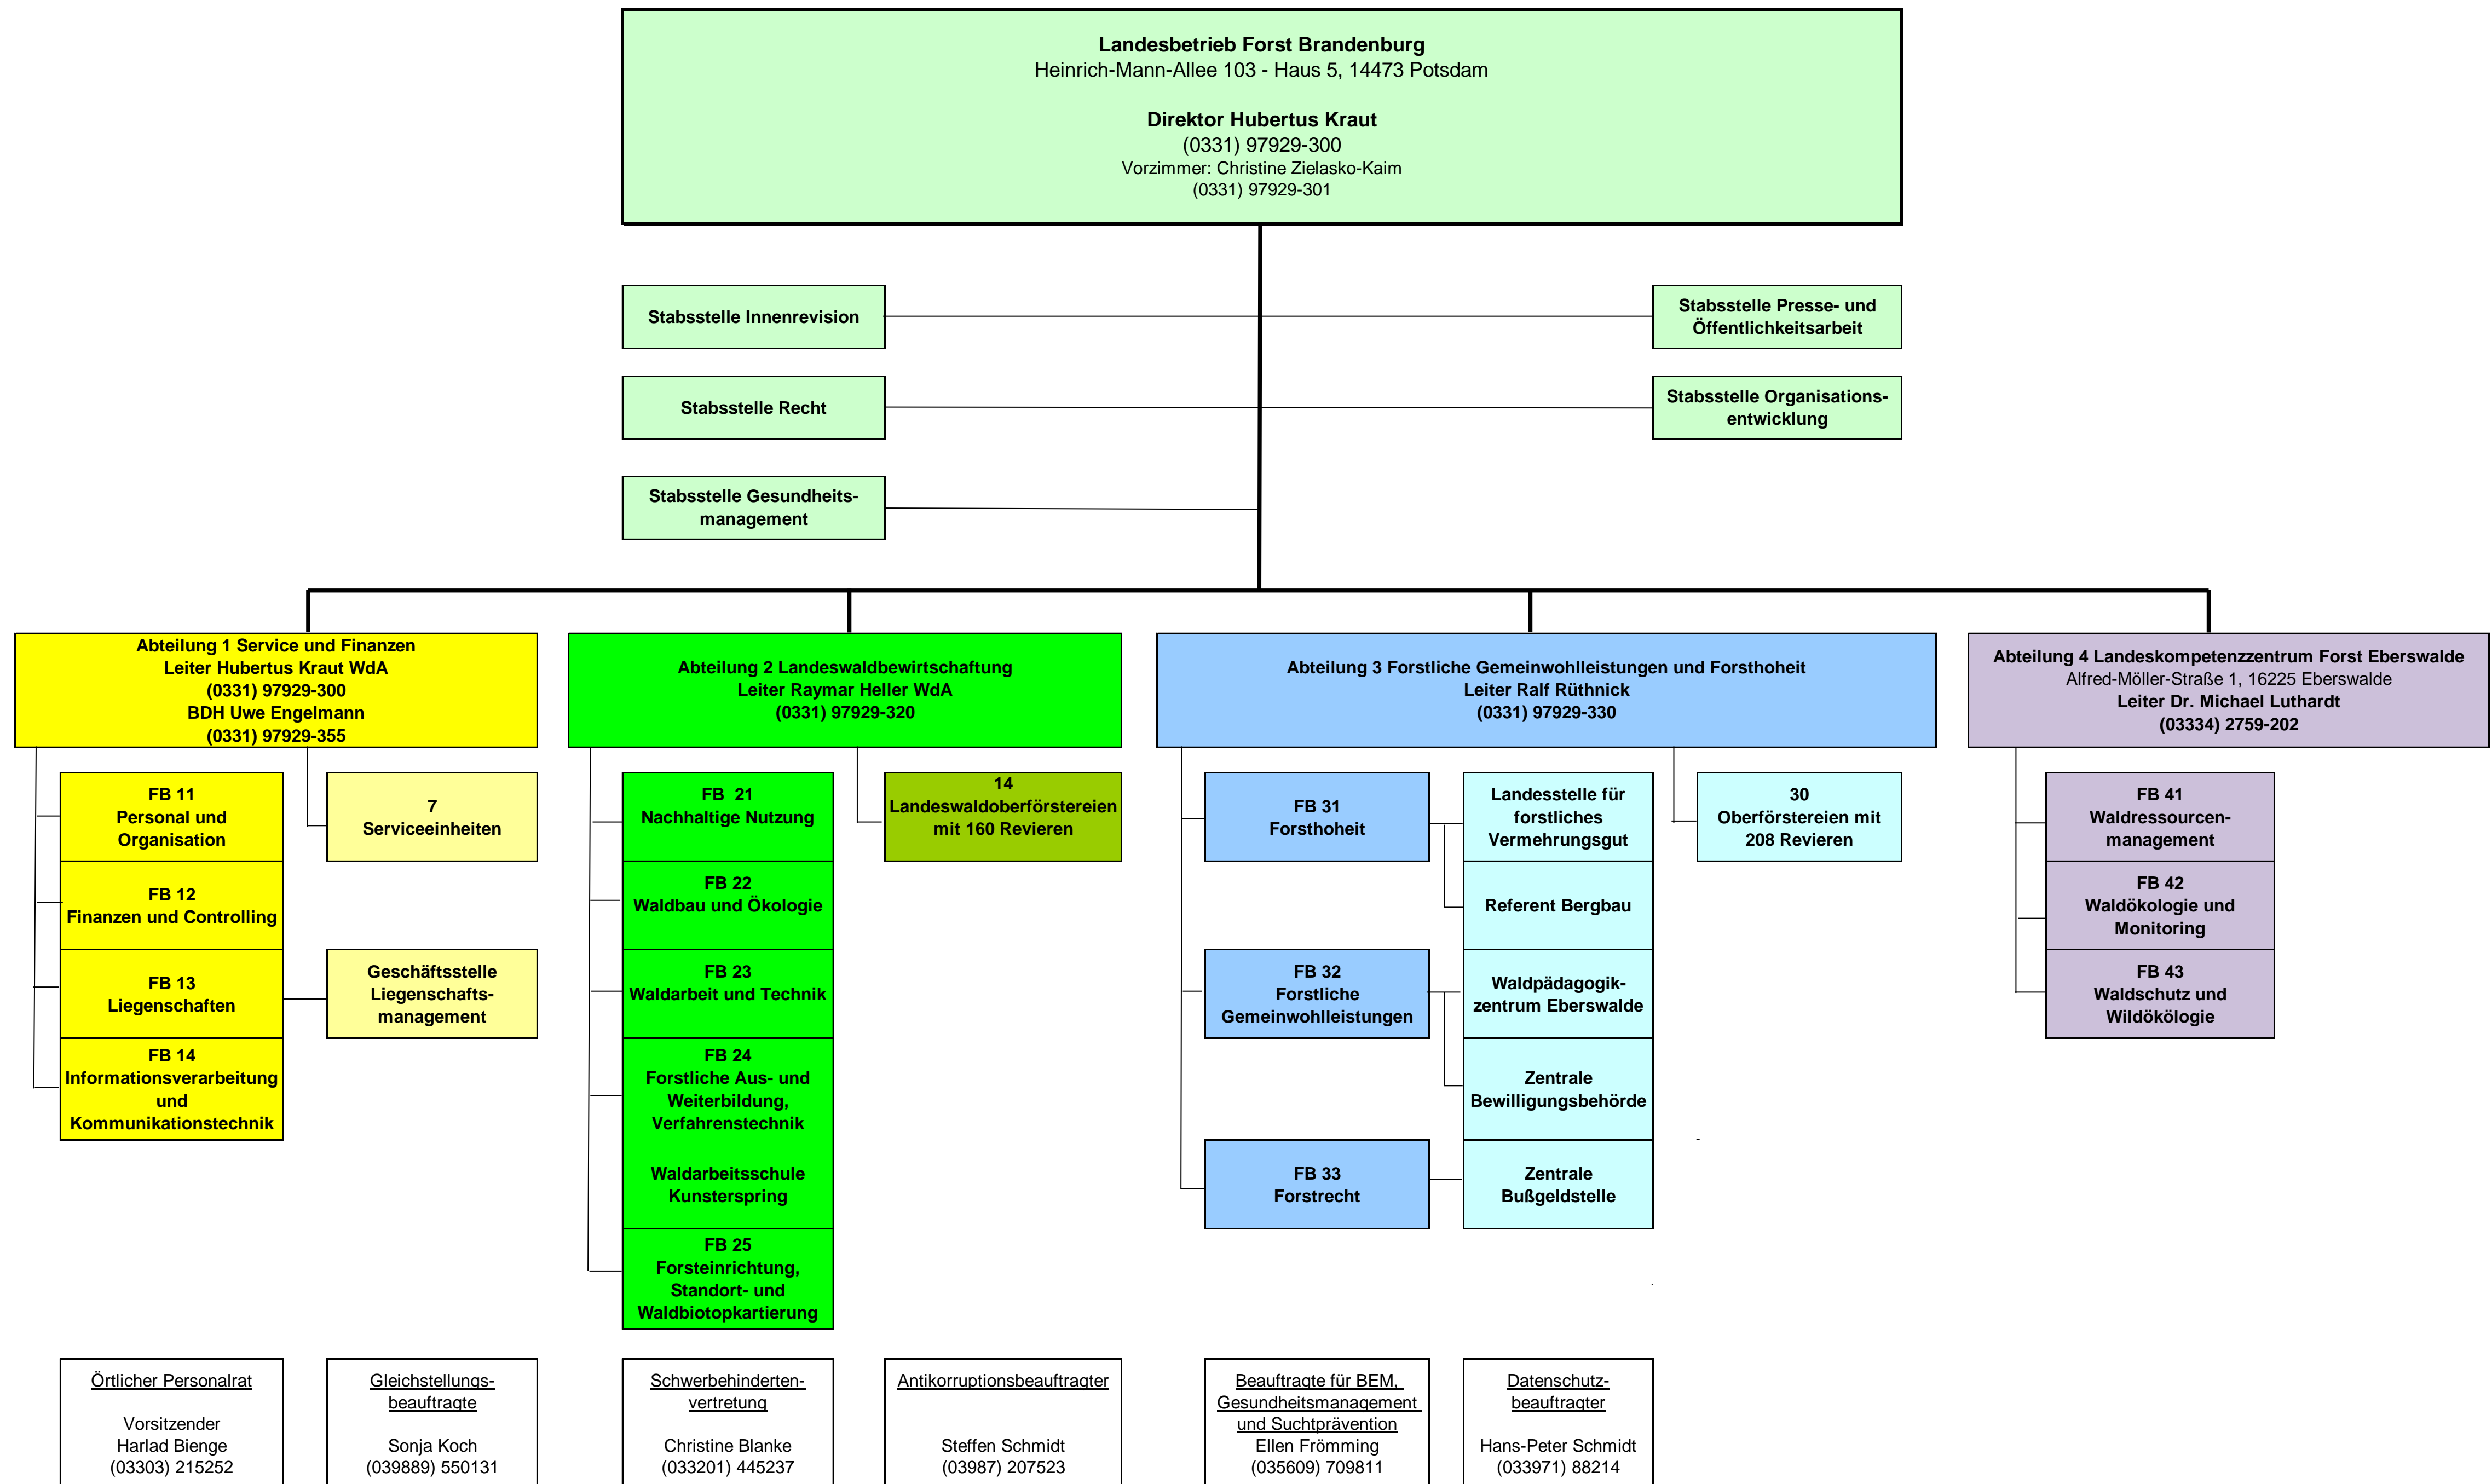 Landesbetrieb Forst Brandenburg
Heinrich-Mann-Allee 103 - Haus 5, 14473 Potsdam
Direktor Hubertus Kraut
(0331) 97929-300
Vorzimmer: Christine Zielasko-Kaim
(0331) 97929-301
Stabsstelle Innenrevision
Stabsstelle Presse- und
Öffentlichkeitsarbeit
Stabsstelle Recht
Stabsstelle Organisations-
entwicklung
Stabsstelle Gesundheits-
management
Abteilung 1 Service und Finanzen
Leiter Hubertus Kraut WdA
(0331) 97929-300
BDH Uwe Engelmann
(0331) 97929-355
Abteilung 2 Landeswaldbewirtschaftung
Leiter Raymar Heller WdA
(0331) 97929-320
Abteilung 3 Forstliche Gemeinwohlleistungen und Forsthoheit
Leiter Ralf Rüthnick
(0331) 97929-330
Abteilung 4 Landeskompetenzzentrum Forst Eberswalde
Alfred-Möller-Straße 1, 16225 Eberswalde
Leiter Dr. Michael Luthardt
(03334) 2759-202
FB 11
Personal und
Organisation
FB 12
Finanzen und Controlling
FB 13
Liegenschaften
FB 14
Informationsverarbeitung
und
Kommunikationstechnik
7
Serviceeinheiten
Geschäftsstelle
Liegenschafts-
management
FB 21
Nachhaltige Nutzung
FB 22
Waldbau und Ökologie
FB 23
Waldarbeit und Technik
FB 24
Forstliche Aus- und
Weiterbildung,
Verfahrenstechnik
Waldarbeitsschule
Kunsterspring
FB 25
Forsteinrichtung,
Standort- und
Waldbiotopkartierung
14
Landeswaldoberförstereien
mit 160 Revieren
FB 31
Forsthoheit
FB 32
Forstliche
Gemeinwohlleistungen
FB 33
Forstrecht
Landesstelle für
forstliches
Vermehrungsgut
Referent Bergbau
Waldpädagogik-
zentrum Eberswalde
Zentrale
Bewilligungsbehörde
Zentrale
Bußgeldstelle
30
Oberförstereien mit
208 Revieren
-
FB 41
Waldressourcen-
management
FB 42
Waldökologie und
Monitoring
FB 43
Waldschutz und
Wildökölogie
Örtlicher Personalrat
Vorsitzender
Harlad Bienge
(03303) 215252
Gleichstellungs-
beauftragte
Sonja Koch
(039889) 550131
Schwerbehinderten-
vertretung
Christine Blanke
(033201) 445237
Antikorruptionsbeauftragter
Steffen Schmidt
(03987) 207523
Beauftragte für BEM,
Gesundheitsmanagement
und Suchtprävention
Ellen Frömming
(035609) 709811
Datenschutz-
beauftragter
Hans-Peter Schmidt
(033971) 88214